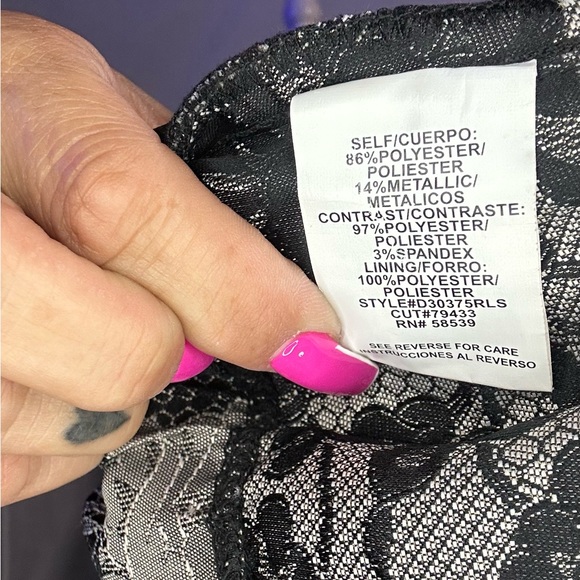 SELF/CUERPO:
86%POLYESTER/
POLIESTER
14%METALLIC/
METALICOS
CONTRAST/CONTRASTE:
97%POLYESTER/
POLIESTER
3%SPANDEX
LINING/FORRO:
100%POLYESTER/
POLIESTER
STYLE#D30375RLS
CUT#79433
RN# 58539
SEE REVERSE FOR CARE
INSTRUCCIONES AL REVERSO